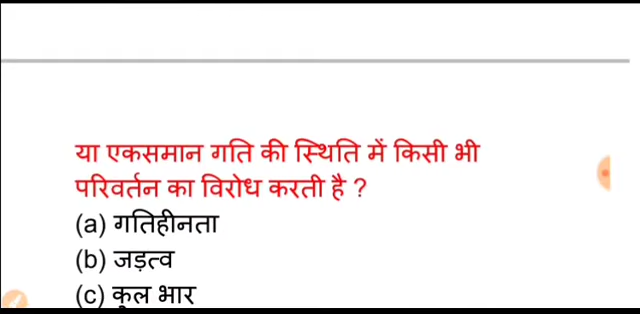 या एकसमान गति की स्थिति में किसी भी
परिवर्तन का विरोध करती है ?
(a) गतिहीनता
(b) जड़त्व
(c) कुल भार